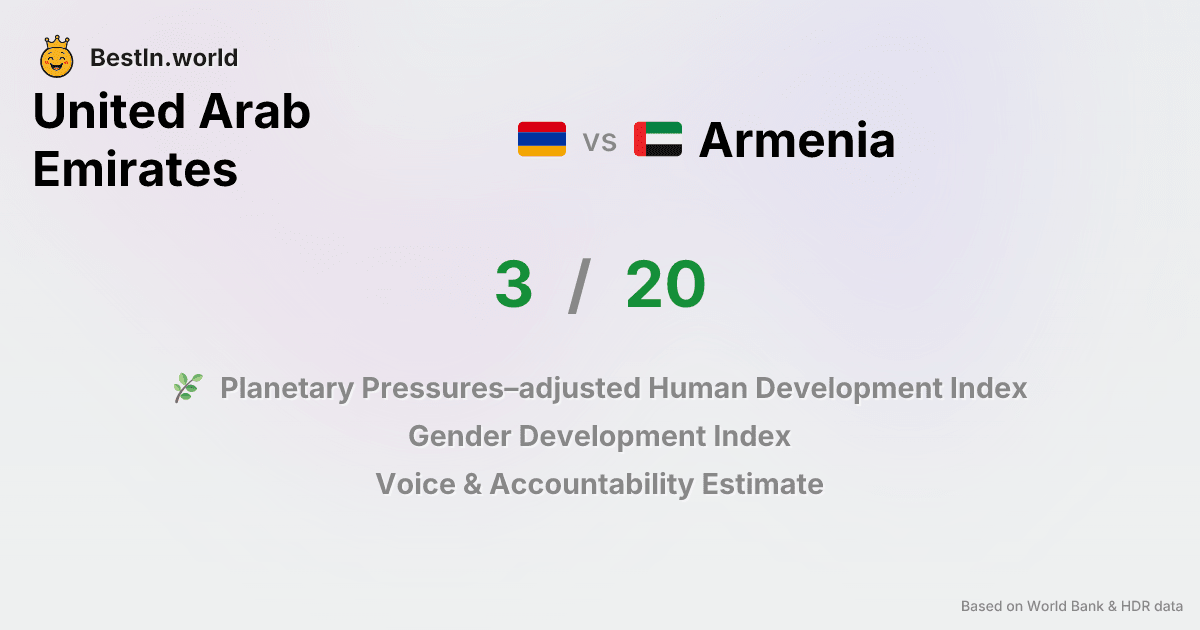 BestIn.world
United Arab
Emirates
vs
Armenia
3 / 20
Planetary Pressures–adjusted Human Development Index
Gender Development Index
Voice & Accountability Estimate
Based on World Bank & HDR data